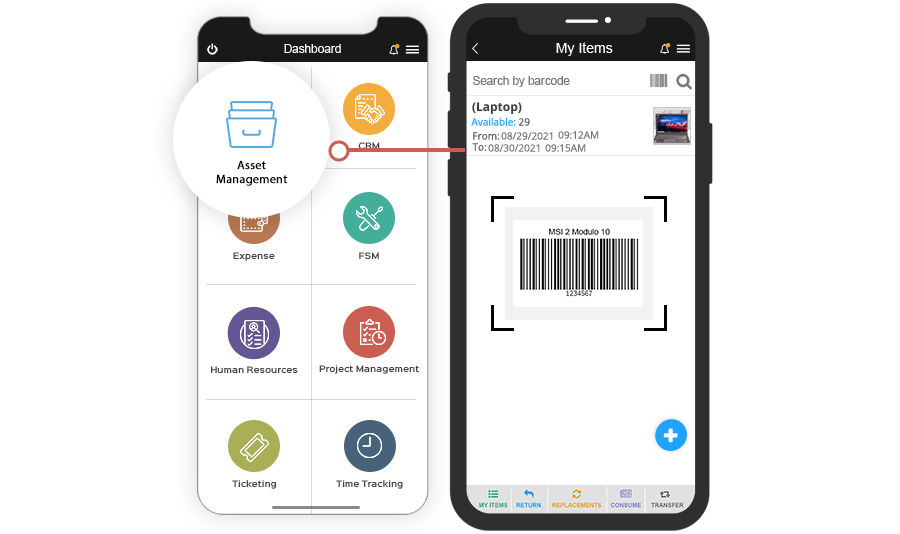 Dashboard
Asset
Management
CRM
Expense
FSM
Human Resources
Project Management
Ticketing
Time Tracking
My Items
Search by barcode
(Laptop)
Available: 29
From: 08/29/2021 09:12AM
To: 08/30/2021 09:15AM
MSI 2 Modulo 10
1234567
MY ITEMS
RETURN
REPLACEMENTS
CONSUME
TRANSFER